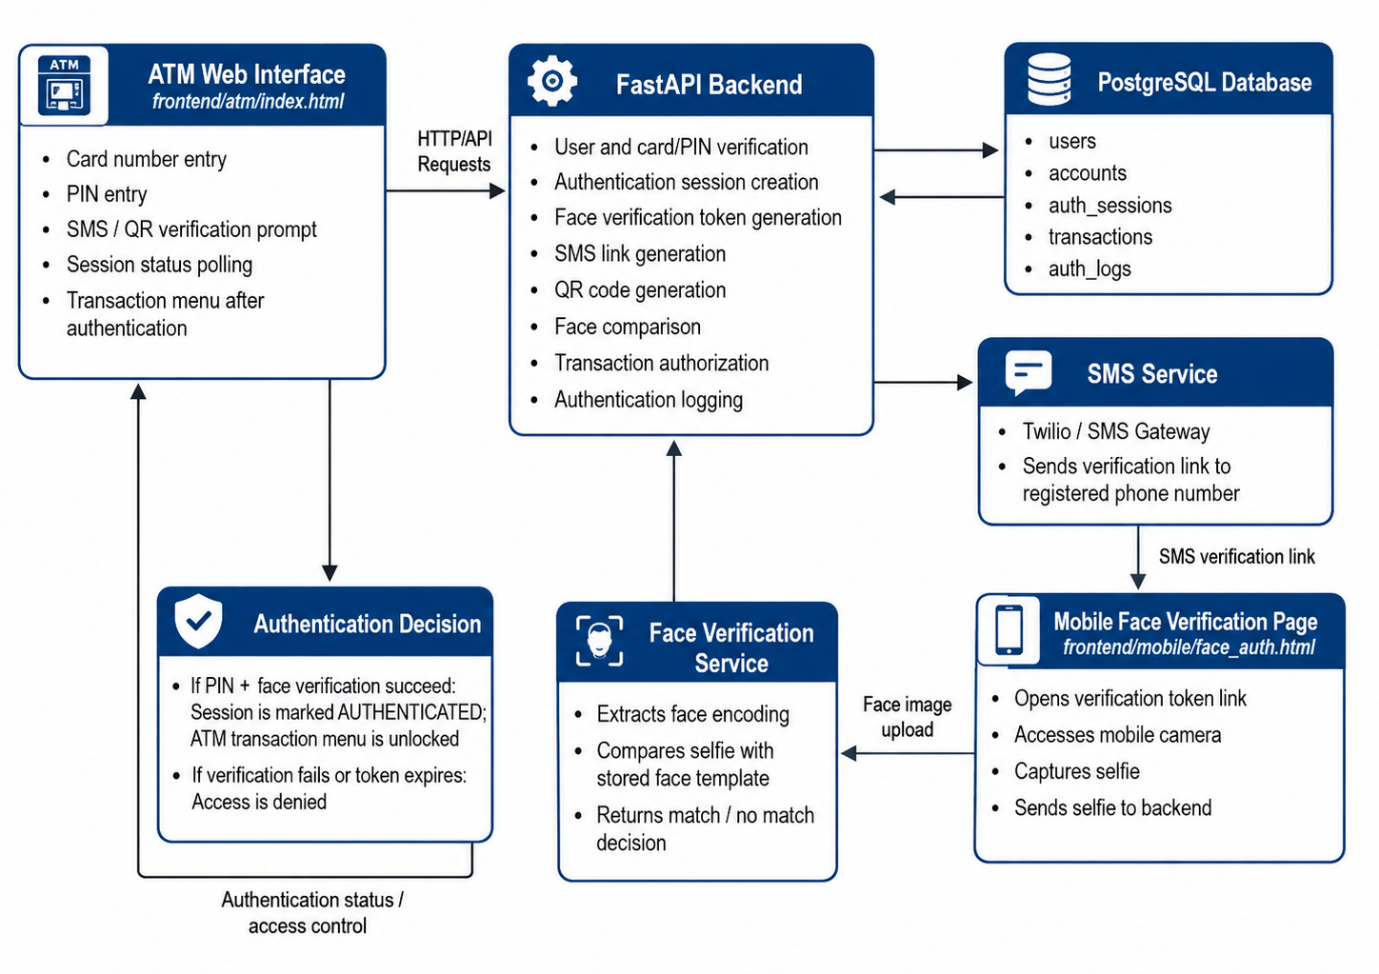 ATM
ATM Web Interface
frontend/atm/index.html
• Card number entry
• PIN entry
• SMS / QR verification prompt
• Session status polling
• Transaction menu after
authentication
HTTP/API
Requests
FastAPI Backend
• User and card/PIN verification
• Authentication session creation
• Face verification token generation
• SMS link generation
• QR code generation
• Face comparison
• Transaction authorization
• Authentication logging
PostgreSQL Database
• users
• accounts
• auth_sessions
• transactions
• auth_logs
SMS Service
• Twilio / SMS Gateway
• Sends verification link to
registered phone number
SMS verification link
Authentication Decision
• If PIN + face verification succeed:
Session is marked AUTHENTICATED;
ATM transaction menu is unlocked
• If verification fails or token expires:
Access is denied
Authentication status /
access control
Face Verification
Service
• Extracts face encoding
• Compares selfie with
stored face template
• Returns match / no match
decision
Face image
upload
Mobile Face Verification Page
frontend/mobile/face_auth.html
• Opens verification token link
• Accesses mobile camera
• Captures selfie
• Sends selfie to backend